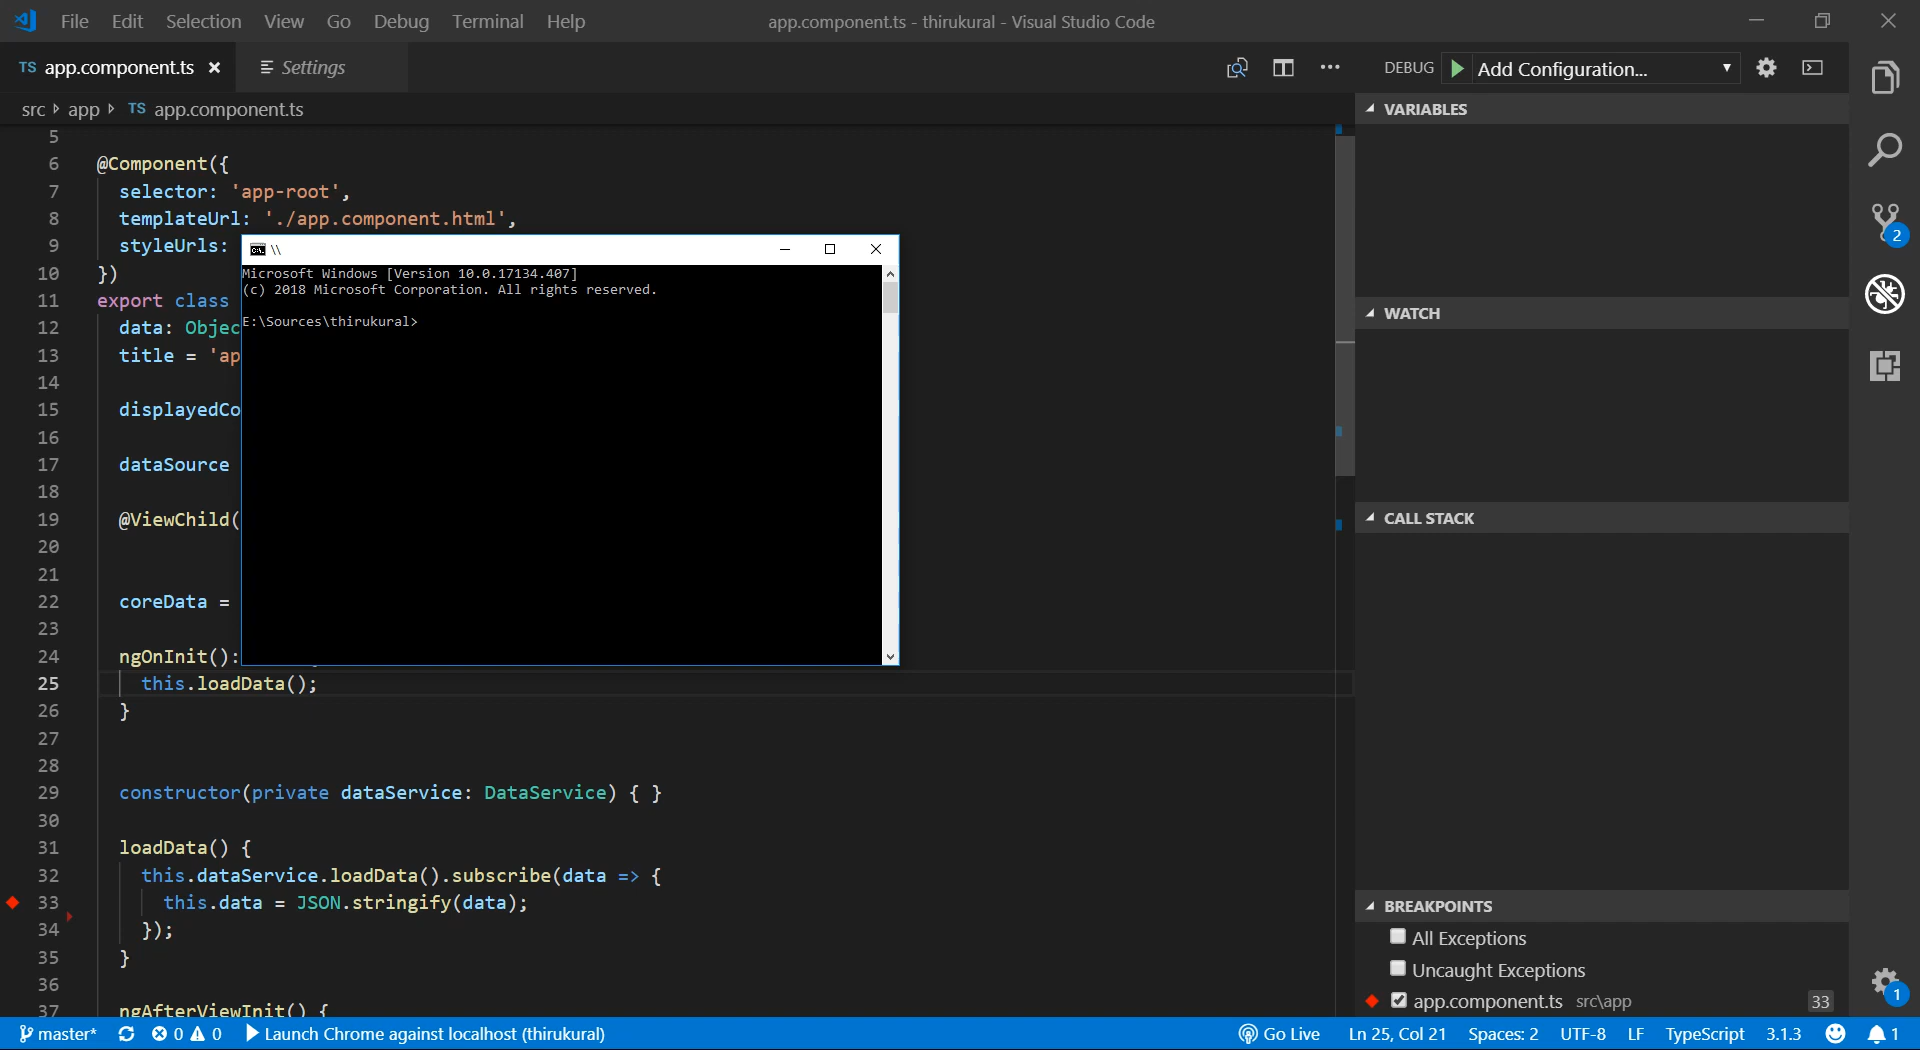 File Edit Selection View Go Debug Terminal Help
app.component.ts - thirukural - Visual Studio Code
TS app.component.ts
Settings
src app TS app.component.ts
5
6 @Component({
7 selector: 'app-root',
8 templateUrl: './app.component.html',
9 styleUrls:
10 })
11 export class
12 data: Objec
13 title = 'ap
14
15 displayedCo
16
17 dataSource
18
19 @ViewChild(
20
21
22 coreData =
23
24 ngOnInit():
25 this.loadData();
26 }
27
28
29 constructor(private dataService: DataService) { }
30
31 loadData() {
32 this.dataService.loadData().subscribe(data => {
33 this.data = JSON.stringify(data);
34 });
35 }
36
37 ngAfterViewInit() {
C:\.
\\
Microsoft Windows [Version 10.0.17134.407]
(c) 2018 Microsoft Corporation. All rights reserved.
E:\Sources\thirukural>
DEBUG Add Configuration...
VARIABLES
WATCH
CALL STACK
BREAKPOINTS
All Exceptions
Uncaught Exceptions
app.component.ts src\app 33
2
1
master* 0 0 Launch Chrome against localhost (thirukural)
Go Live Ln 25, Col 21 Spaces: 2 UTF-8 LF TypeScript 3.1.3 1